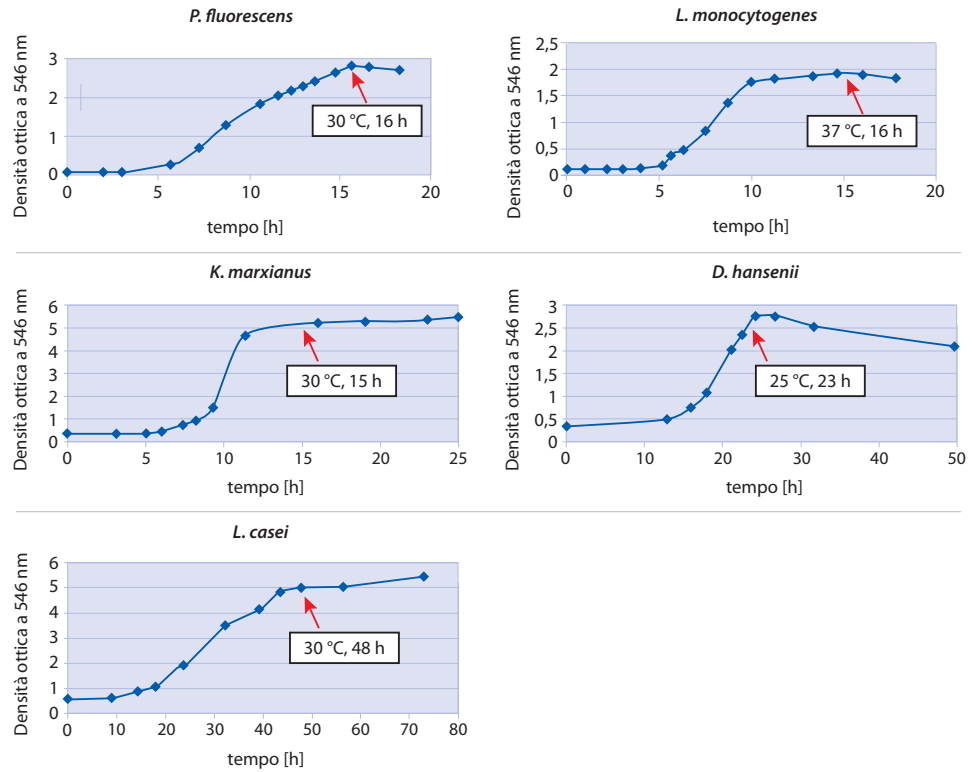 P. fluorescens
Densità ottica a 546 nm
3
2
1
0
0 5 10 15 20
30 °C, 16 h
tempo [h]
L. monocytogenes
Densità ottica a 546 nm
2,5
2
1,5
1
0,5
0
0 5 10 15 20
37 °C, 16 h
tempo [h]
K. marxianus
Densità ottica a 546 nm
6
5
4
3
2
1
0
0 5 10 15 20 25
30 °C, 15 h
tempo [h]
D. hansenii
Densità ottica a 546 nm
3
2,5
2
1,5
1
0,5
0
0 10 20 30 40 50
25 °C, 23 h
tempo [h]
L. casei
Densità ottica a 546 nm
6
5
4
3
2
1
0
0 10 20 30 40 50 60 70 80
30 °C, 48 h
tempo [h]